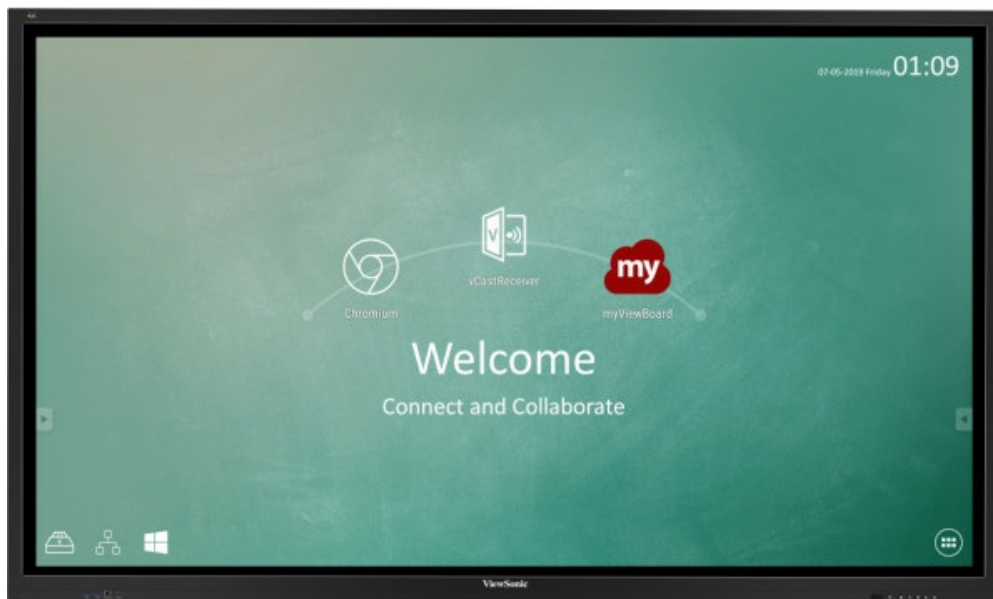 07-05-2019 Friday 01:09
V
vCastReceiver
my
Chromium
myViewBoard
Welcome
Connect and Collaborate
ViewSonic